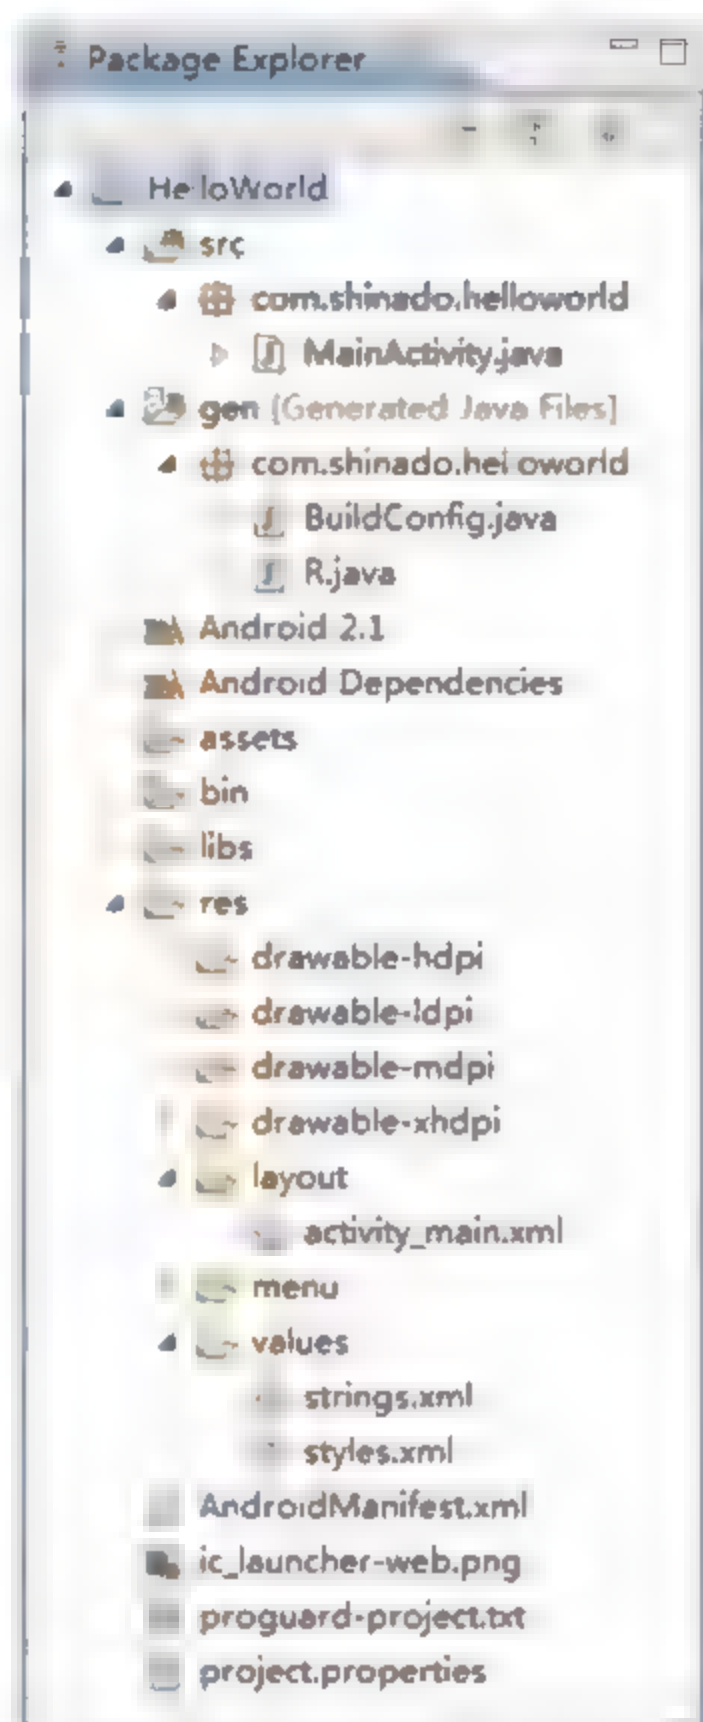 Package Explorer
HelloWorld
src
com.shinado.helloworld
MainActivity.java
gen [Generated Java Files]
com.shinado.helloworld
BuildConfig.java
R.java
Android 2.1
Android Dependencies
assets
bin
libs
res
drawable-hdpi
drawable-ldpi
drawable-mdpi
drawable-xhdpi
layout
activity_main.xml
menu
values
strings.xml
styles.xml
AndroidManifest.xml
ic_launcher-web.png
proguard-project.txt
project.properties